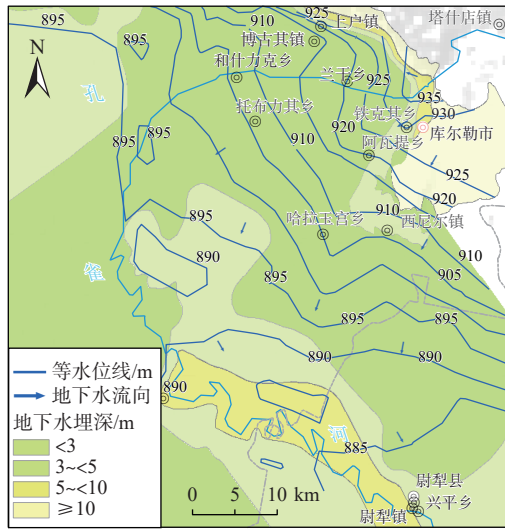 895
910
925
上户镇
塔什店镇
博古其镇
和什力克乡
兰干乡
925
孔
托布力其乡
935
铁克其乡
930
895
895
910
920
库尔勒市
阿瓦提乡
925
920
895
哈拉玉宫乡
910
西尼尔镇
890
910
雀
895
905
895
895
895
890
890
890
河
885
N
等水位线/m
地下水流向
地下水埋深/m
<3
3~<5
5~<10
≥10
0 5 10 km
尉犁县
兴平乡
尉犁镇